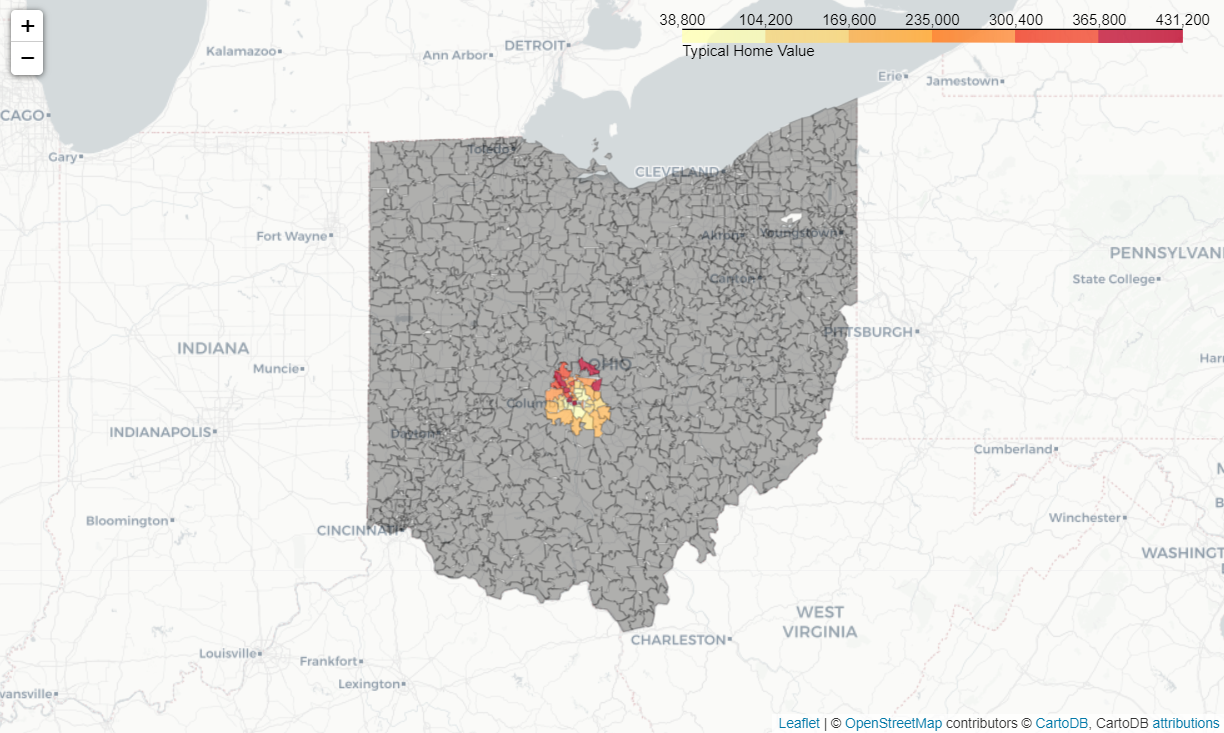 +
−
38,800 104,200 169,600 235,000 300,400 365,800 431,200
Typical Home Value
Kalamazoo
Ann Arbor
DETROIT
Erie
Jamestown
CAGO
Gary
Toledo
CLEVELAND
Fort Wayne
Akron
Youngstown
PENNSYLVAN
State College
Canton
PITTSBURGH
INDIANA
Muncie
OHIO
Har
Colum
INDIANAPOLIS
Dayton
Cumberland
Bloomington
CINCINNATI
Winchester
WASHINGT
WEST
VIRGINIA
CHARLESTON
Louisville
Frankfort
Lexington
vansville
Leaflet | © OpenStreetMap contributors © CartoDB, CartoDB attributions